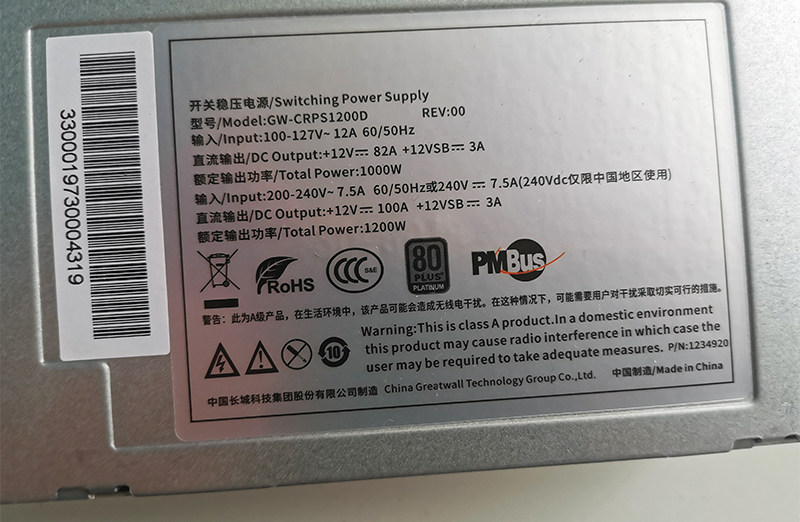 3300019730004319
开关稳压电源/Switching Power Supply
型号/Model:GW-CRPS1200D REV:00
输入/Input:100-127V~ 12A 60/50Hz
直流输出/DC Output:+12V⎓ 82A +12VSB⎓ 3A
额定输出功率/Total Power:1000W
输入/Input:200-240V~ 7.5A 60/50Hz或240V⎓ 7.5A(240Vdc仅限中国地区使用)
直流输出/DC Output:+12V⎓ 100A +12VSB⎓ 3A
额定输出功率/Total Power:1200W
RoHS
CCC S&E
80 PLUS PLATINUM
PMBus
警告: 此为A级产品，在生活环境中，该产品可能会造成无线电干扰。在这种情况下，可能需要用户对干扰采取切实可行的措施。
Warning:This is class A product.In a domestic environment
this product may cause radio interference in which case the
user may be required to take adequate measures. P/N:1234920
10
中国长城科技集团股份有限公司制造 China Greatwall Technology Group Co.,Ltd. 中国制造/Made in China